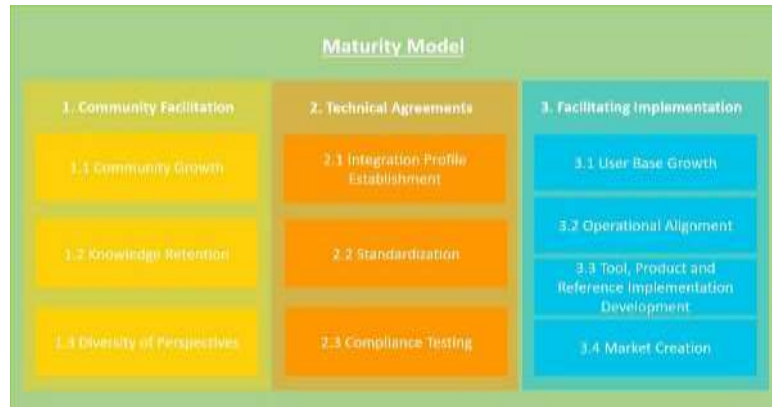 Maturity Model
1. Community Facilitation
1.1 Community Growth
1.2 Knowledge Retention
1.3 Diversity of Perspectives
2. Technical Agreements
2.1 Integration Profile
Establishment
2.2 Standardization
2.3 Compliance Testing
3. Facilitating Implementation
3.1 User Base Growth
3.2 Operational Alignment
3.3 Tool, Product and
Reference Implementation
Development
3.4 Market Creation